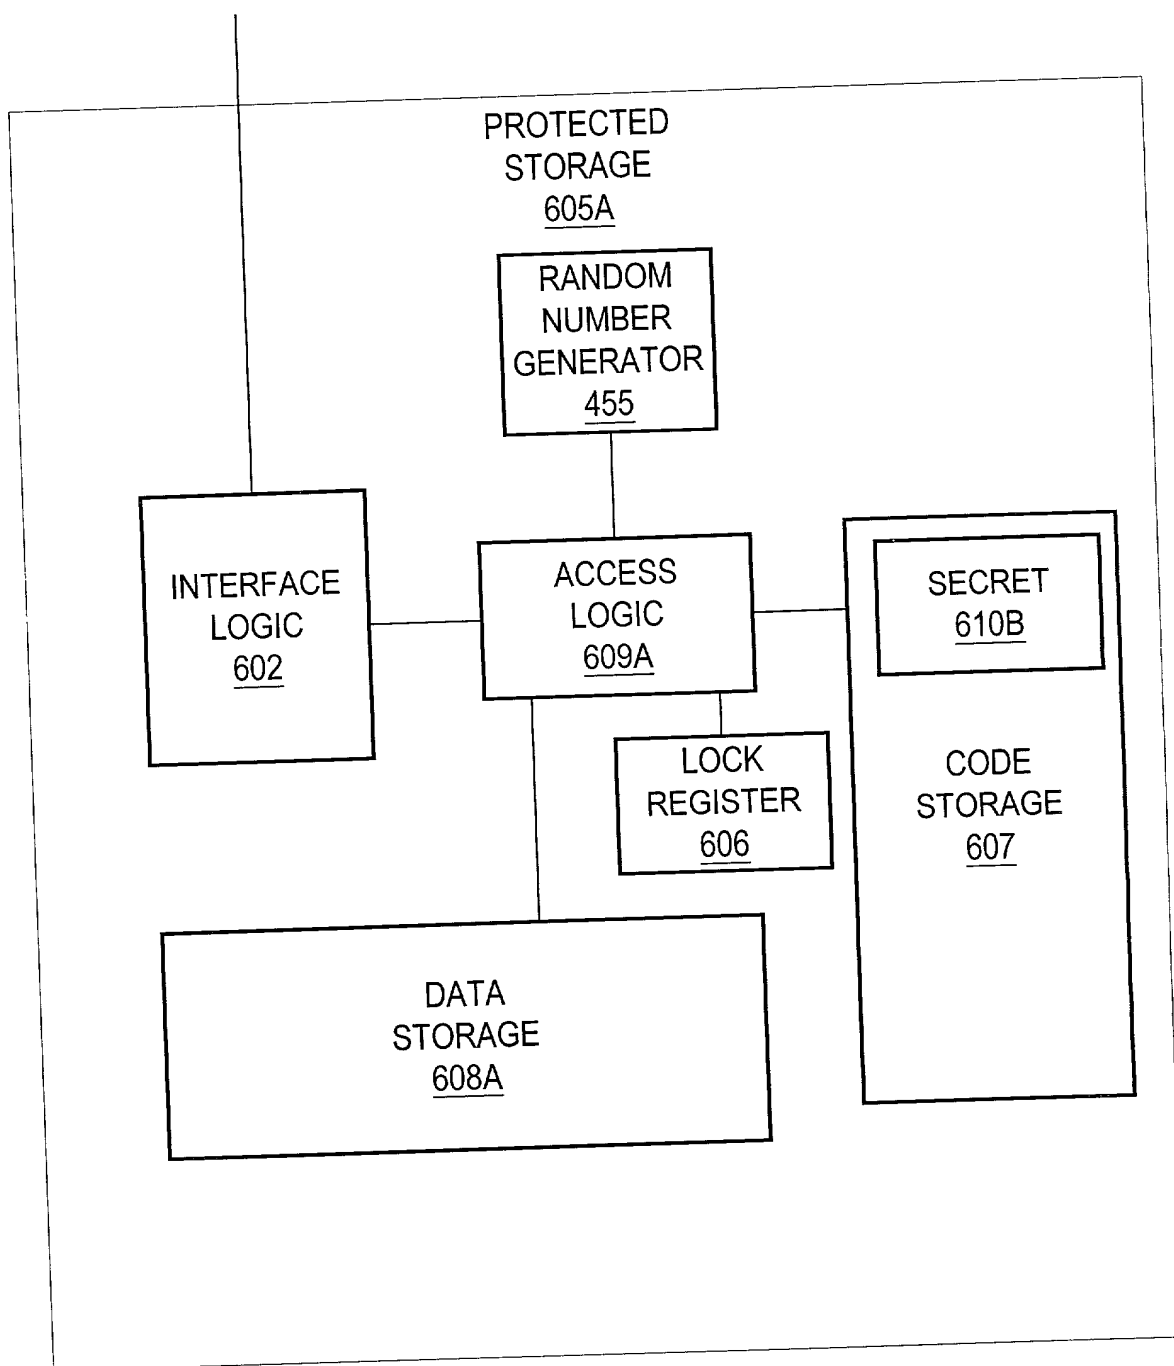 PROTECTED
STORAGE
605A
RANDOM
NUMBER
GENERATOR
455
INTERFACE
LOGIC
602
ACCESS
LOGIC
609A
SECRET
610B
LOCK
REGISTER
606
CODE
STORAGE
607
DATA
STORAGE
608A